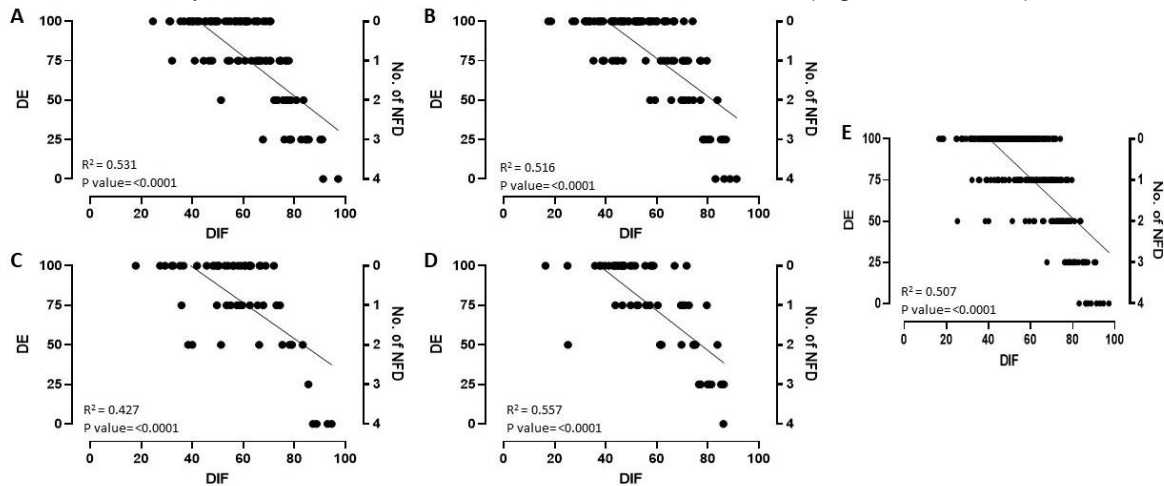 A
100
75
50
25
0
DE
0
1
2
3
4
No. of NFD
R² = 0.531
P value=<0.0001
0 20 40 60 80 100
DIF
B
100
75
50
25
0
DE
0
1
2
3
4
No. of NFD
R² = 0.516
P value=<0.0001
0 20 40 60 80 100
DIF
C
100
75
50
25
0
DE
0
1
2
3
4
No. of NFD
R² = 0.427
P value=<0.0001
0 20 40 60 80 100
DIF
D
100
75
50
25
0
DE
0
1
2
3
4
No. of NFD
R² = 0.557
P value=<0.0001
0 20 40 60 80 100
DIF
E
100
75
50
25
0
DE
0
1
2
3
4
No. of NFD
R² = 0.507
P value=<0.0001
0 20 40 60 80 100
DIF